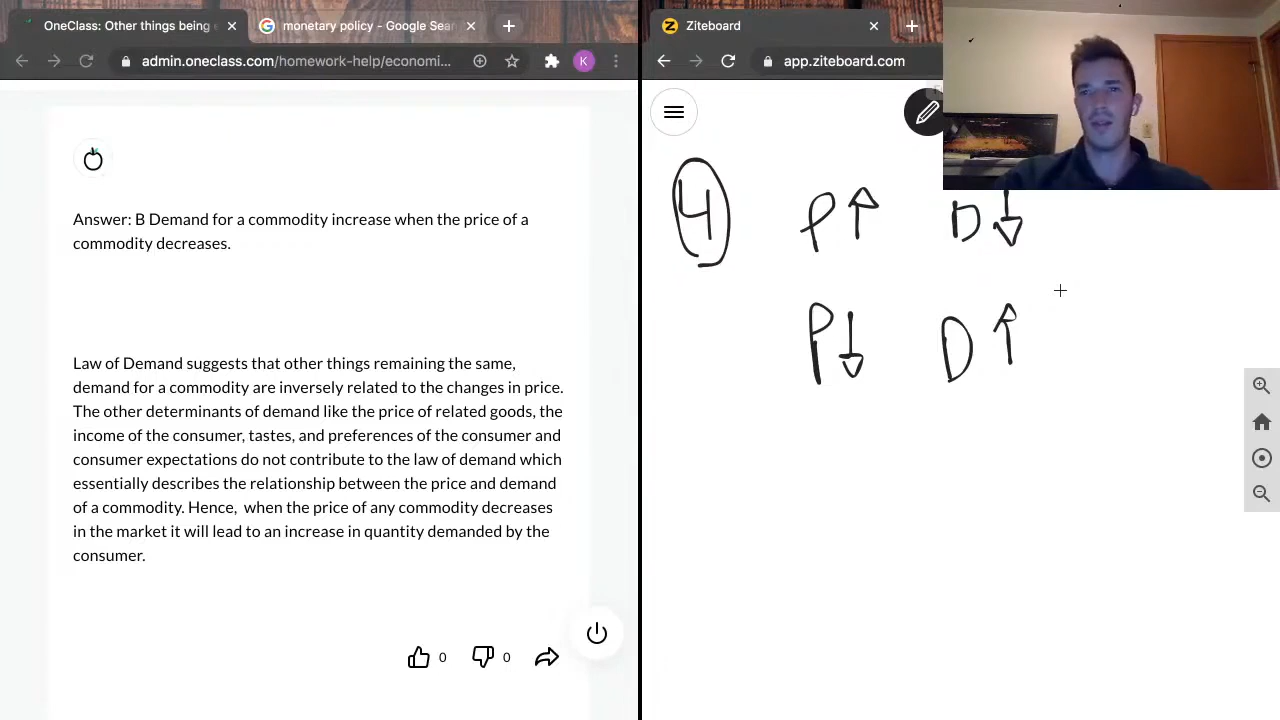 OneClass: Other things being e
monetary policy - Google Sear
Ziteboard
admin.oneclass.com/homework-help/economi...
K
app.ziteboard.com
Answer: B Demand for a commodity increase when the price of a
commodity decreases.
Law of Demand suggests that other things remaining the same,
demand for a commodity are inversely related to the changes in price.
The other determinants of demand like the price of related goods, the
income of the consumer, tastes, and preferences of the consumer and
consumer expectations do not contribute to the law of demand which
essentially describes the relationship between the price and demand
of a commodity. Hence,  when the price of any commodity decreases
in the market it will lead to an increase in quantity demanded by the
consumer.
0
0
4 P↑ D↓
P↓ D↑